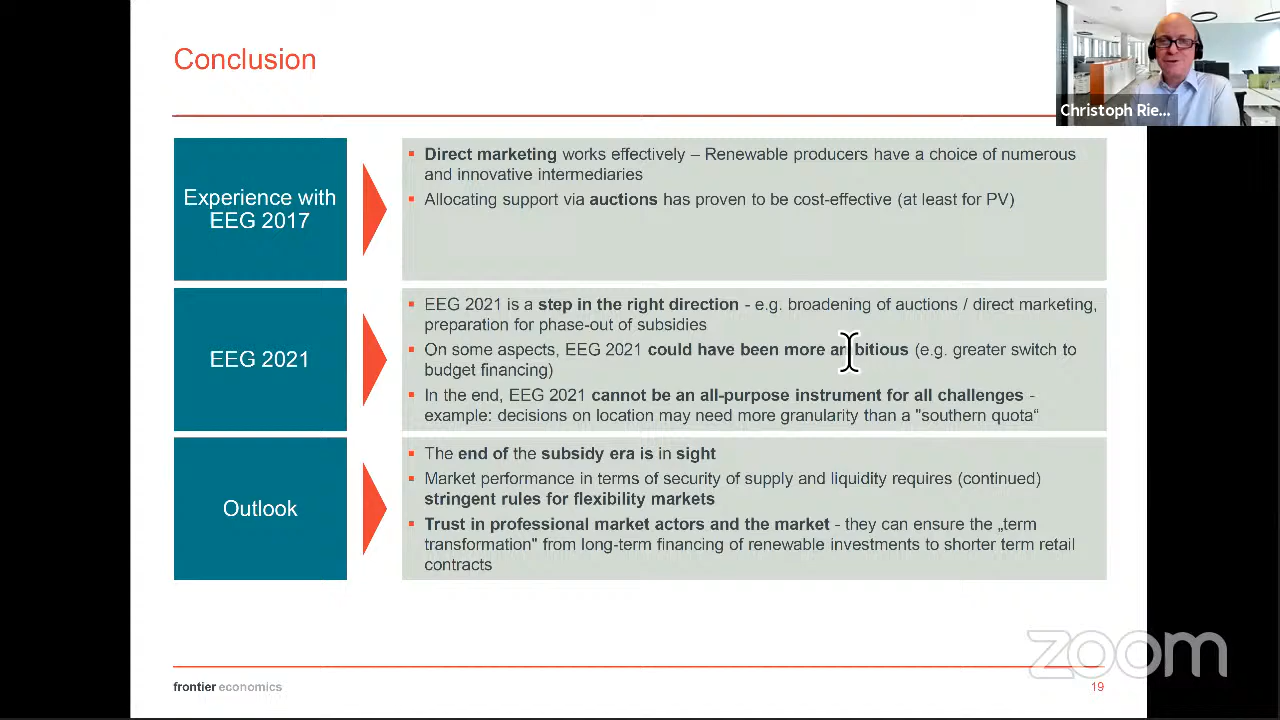 Conclusion
Christoph Rie...
Experience with
EEG 2017
▪ Direct marketing works effectively – Renewable producers have a choice of numerous
and innovative intermediaries
▪ Allocating support via auctions has proven to be cost-effective (at least for PV)
EEG 2021
▪ EEG 2021 is a step in the right direction - e.g. broadening of auctions / direct marketing,
preparation for phase-out of subsidies
▪ On some aspects, EEG 2021 could have been more ambitious (e.g. greater switch to
budget financing)
▪ In the end, EEG 2021 cannot be an all-purpose instrument for all challenges -
example: decisions on location may need more granularity than a "southern quota“
Outlook
▪ The end of the subsidy era is in sight
▪ Market performance in terms of security of supply and liquidity requires (continued)
stringent rules for flexibility markets
▪ Trust in professional market actors and the market - they can ensure the „term
transformation" from long-term financing of renewable investments to shorter term retail
contracts
zoom
frontier economics
19